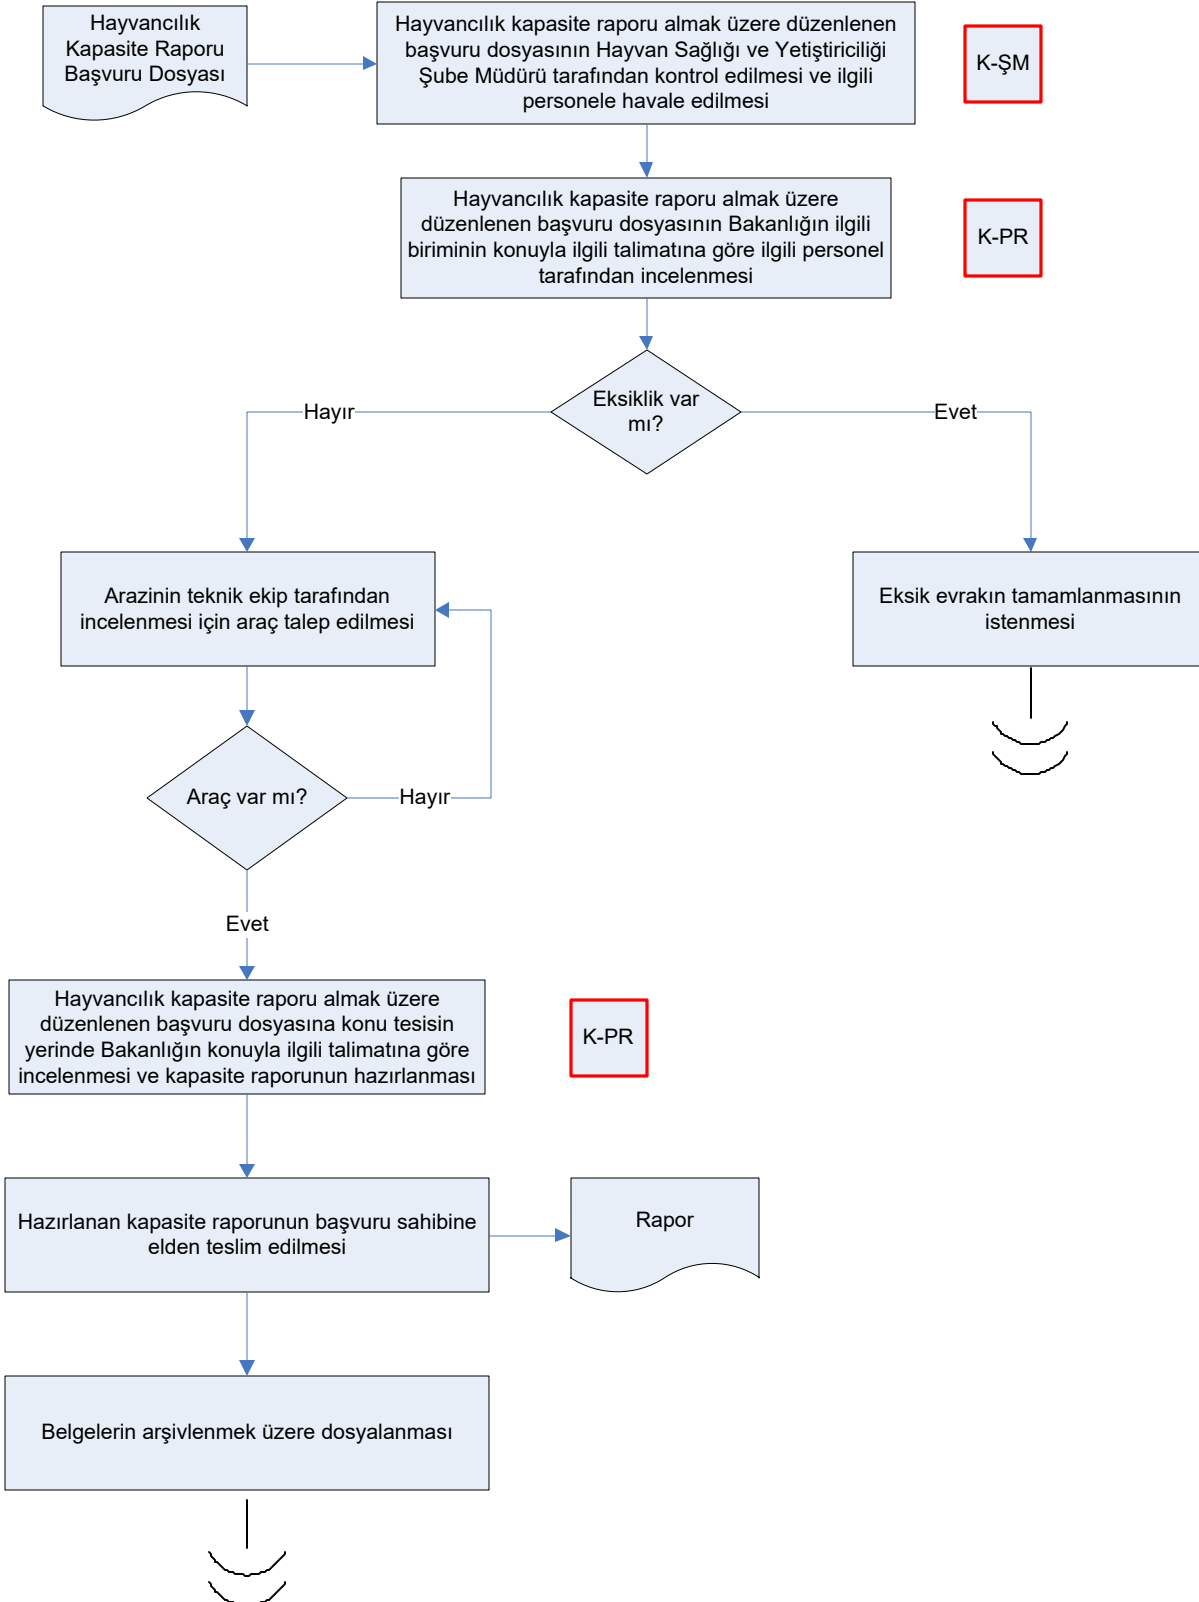 Hayvancılık
Kapasite Raporu
Başvuru Dosyası
Hayvancılık kapasite raporu almak üzere düzenlenen
başvuru dosyasının Hayvan Sağlığı ve Yetiştiriciliği
Şube Müdürü tarafından kontrol edilmesi ve ilgili
personele havale edilmesi
K-ŞM
Hayvancılık kapasite raporu almak üzere
düzenlenen başvuru dosyasının Bakanlığın ilgili
biriminin konuyla ilgili talimatına göre ilgili personel
tarafından incelenmesi
K-PR
Eksiklik var
mı?
Hayır
Evet
Arazinin teknik ekip tarafından
incelenmesi için araç talep edilmesi
Eksik evrakın tamamlanmasının
istenmesi
Araç var mı?
Hayır
Evet
Hayvancılık kapasite raporu almak üzere
düzenlenen başvuru dosyasına konu tesisin
yerinde Bakanlığın konuyla ilgili talimatına göre
incelenmesi ve kapasite raporunun hazırlanması
K-PR
Hazırlanan kapasite raporunun başvuru sahibine
elden teslim edilmesi
Rapor
Belgelerin arşivlenmek üzere dosyalanması